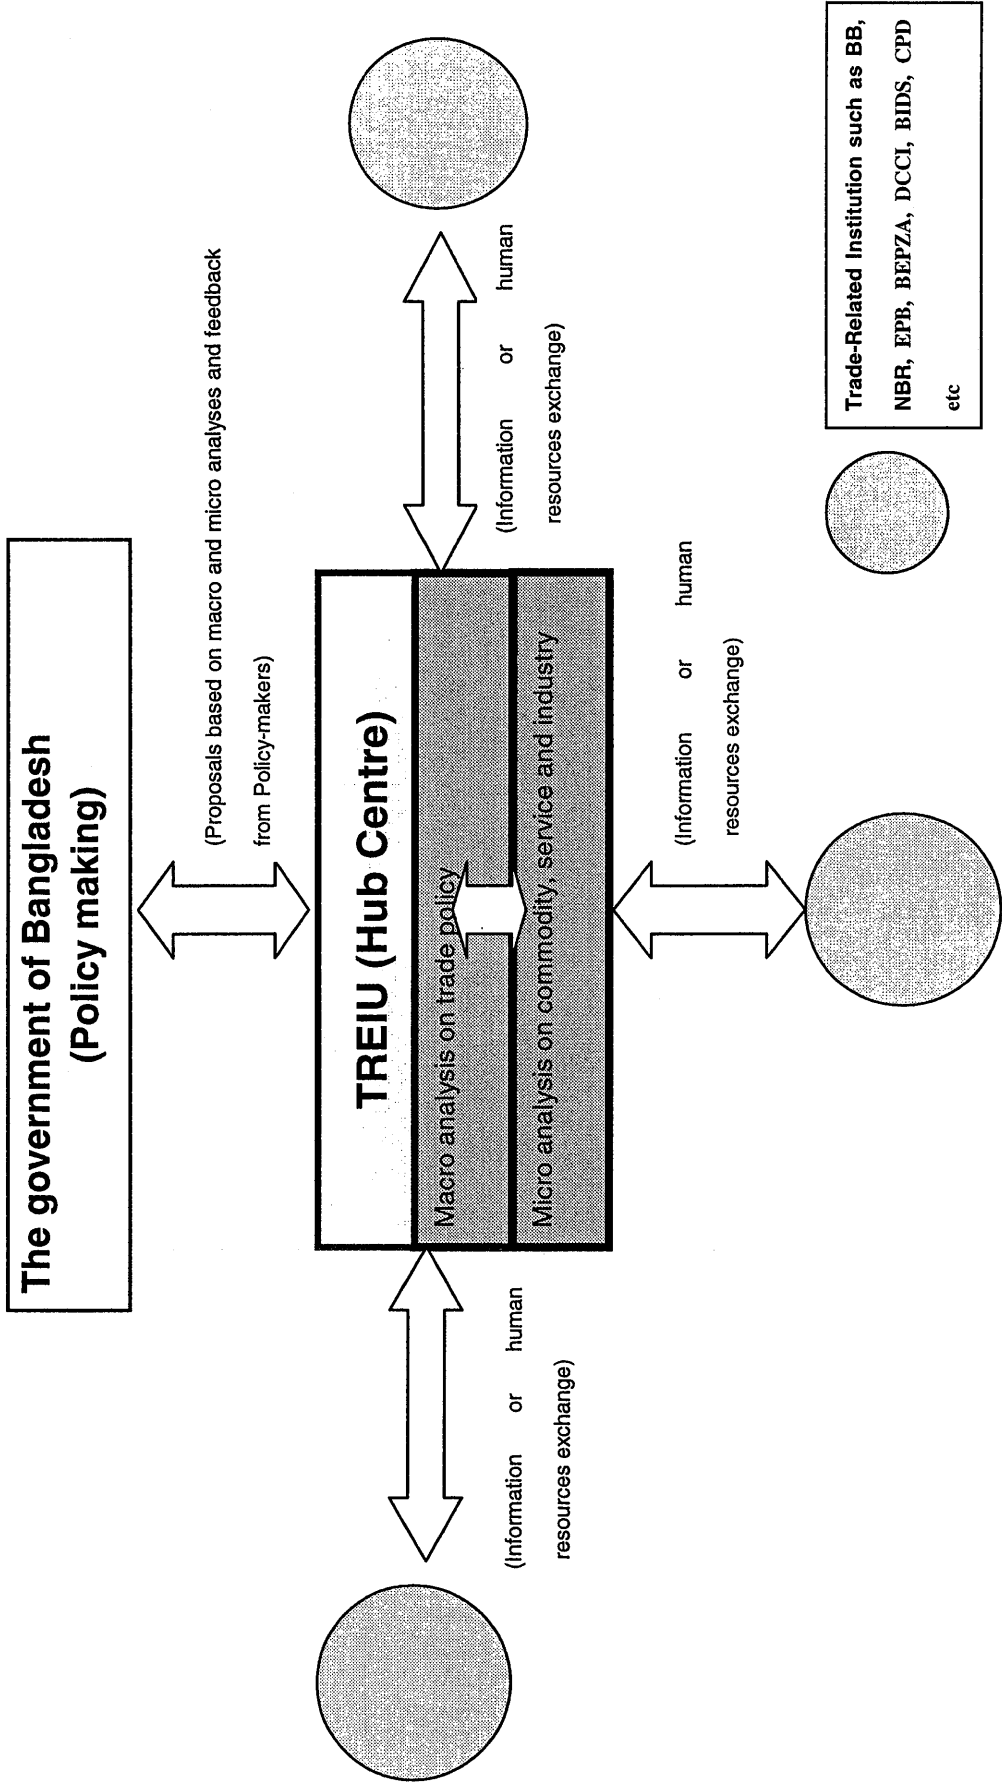 The government of Bangladesh
(Policy making)
(Proposals based on macro and micro analyses and feedback
from Policy-makers)
TREIU (Hub Centre)
Macro analysis on trade policy
Micro analysis on commodity, service and industry
(Information or human
resources exchange)
(Information or human
resources exchange)
(Information or human
resources exchange)
Trade-Related Institution such as BB,
NBR, EPB, BEPZA, DCCI, BIDS, CPD
etc